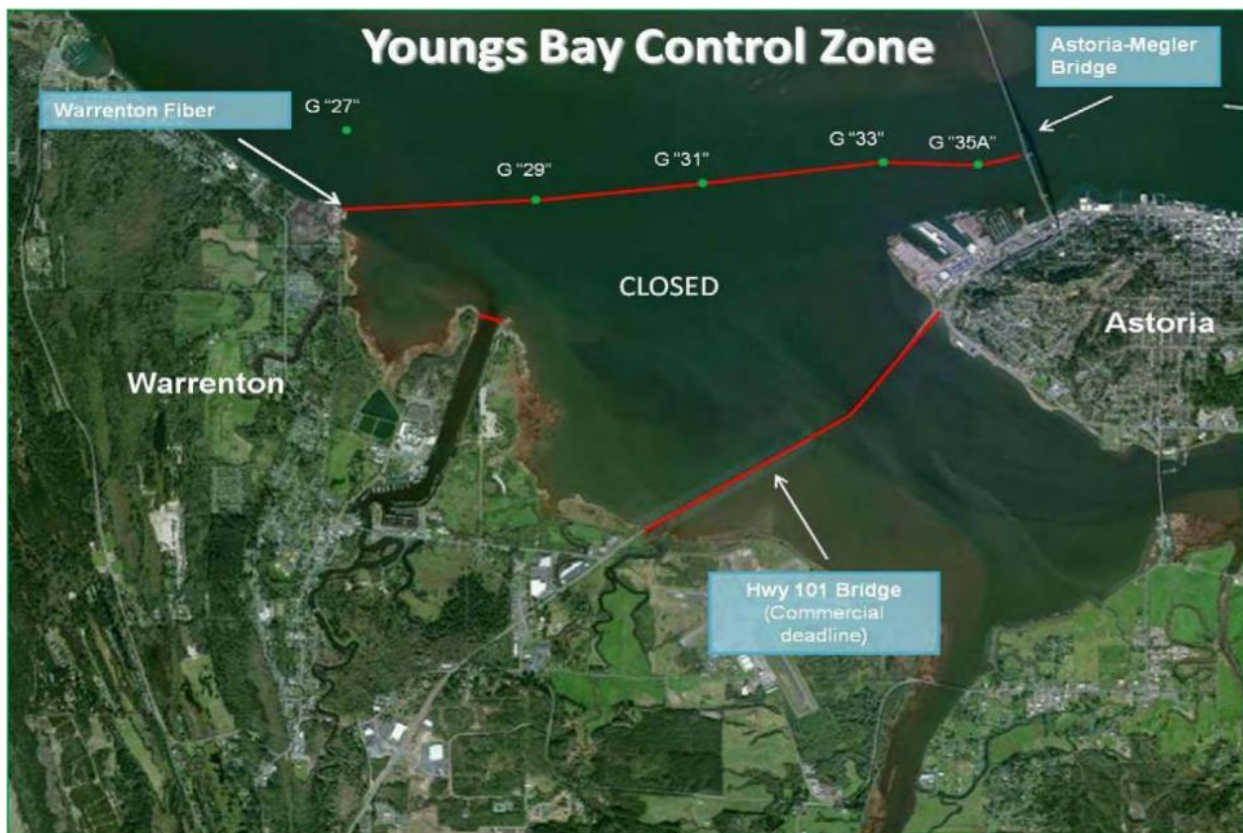 Youngs Bay Control Zone
Astoria-Megler
Bridge
Warrenton Fiber
G “27”
G “29”
G “31”
G “33”
G “35A”
CLOSED
Warrenton
Astoria
Hwy 101 Bridge
(Commercial
deadline)